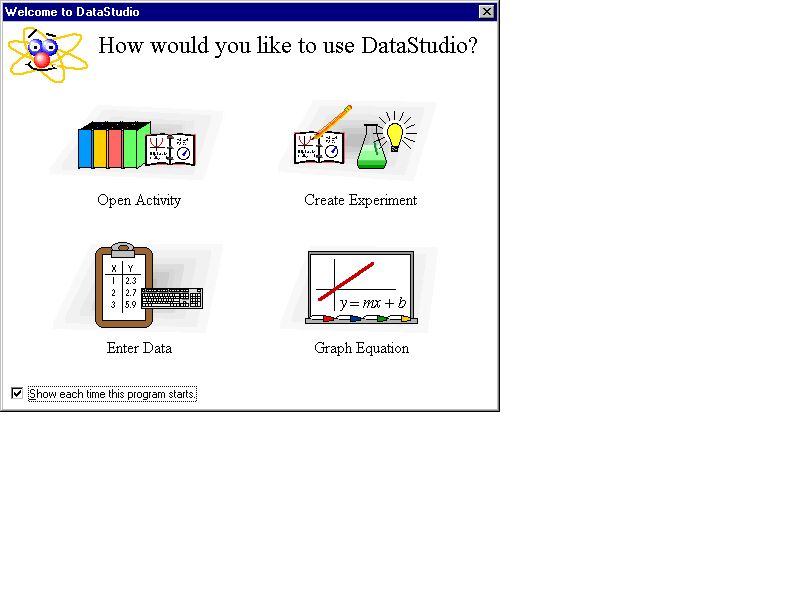 Welcome to DataStudio
How would you like to use DataStudio?
Open Activity
Create Experiment
X Y
1 2.3
2 2.7
3 5.9
y = mx + b
Enter Data
Graph Equation
Show each time this program starts.